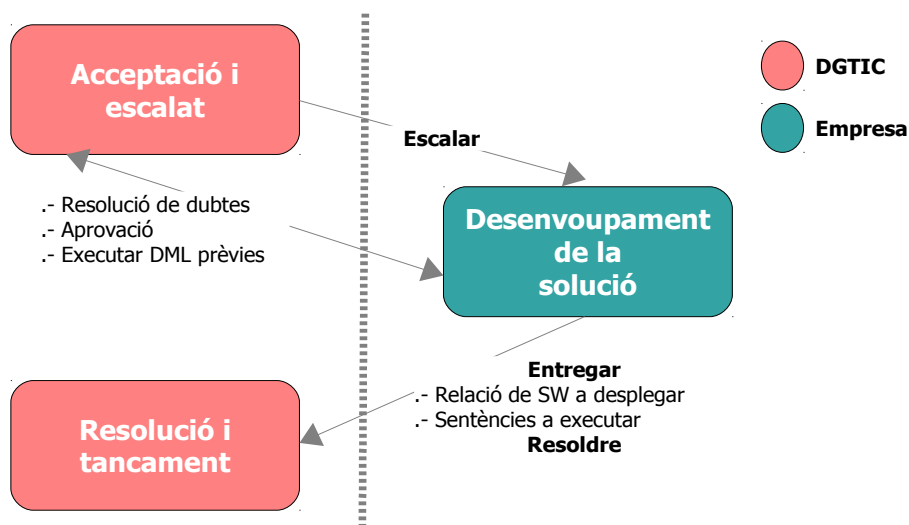 Acceptació i
escalat
DGTIC
Empresa
Escalar
.- Resolució de dubtes
.- Aprovació
.- Executar DML prèvies
Desenvoupament
de la
solució
Entregar
.- Relació de SW a desplegar
.- Sentències a executar
Resoldre
Resolució i
tancament